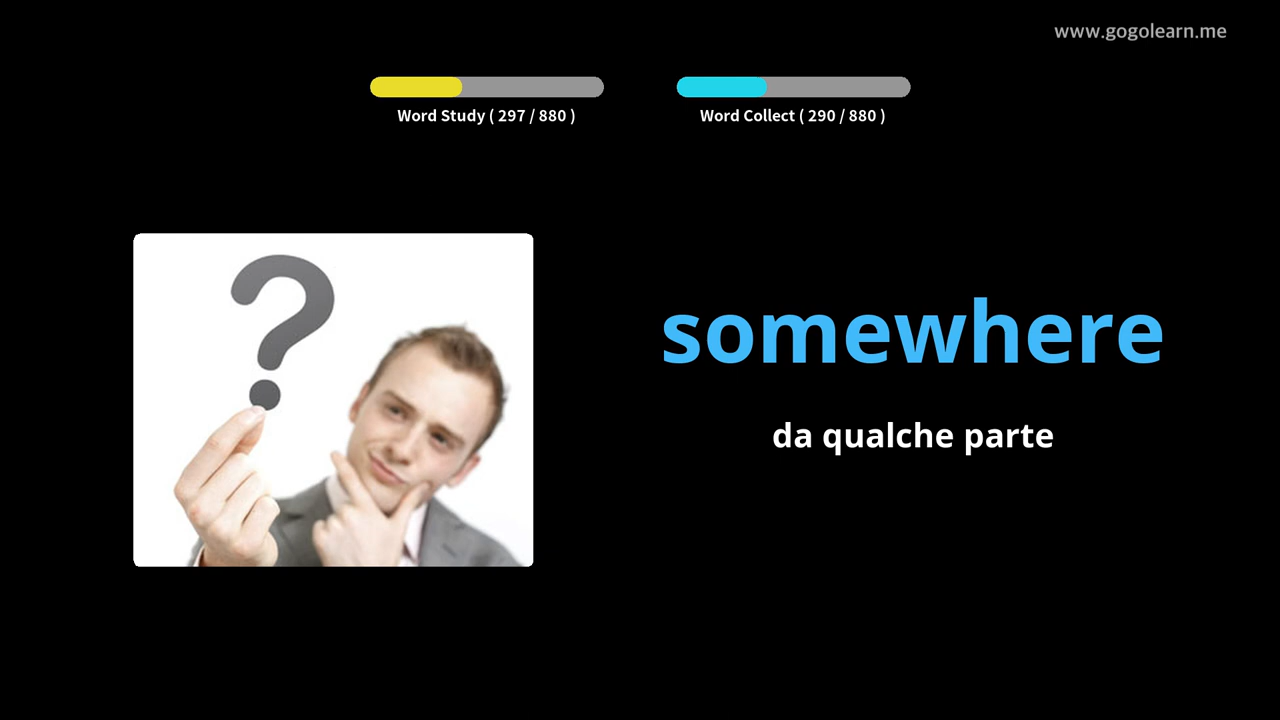 www.gogolearn.me
Word Study ( 297 / 880 )
Word Collect ( 290 / 880 )
?
somewhere
da qualche parte